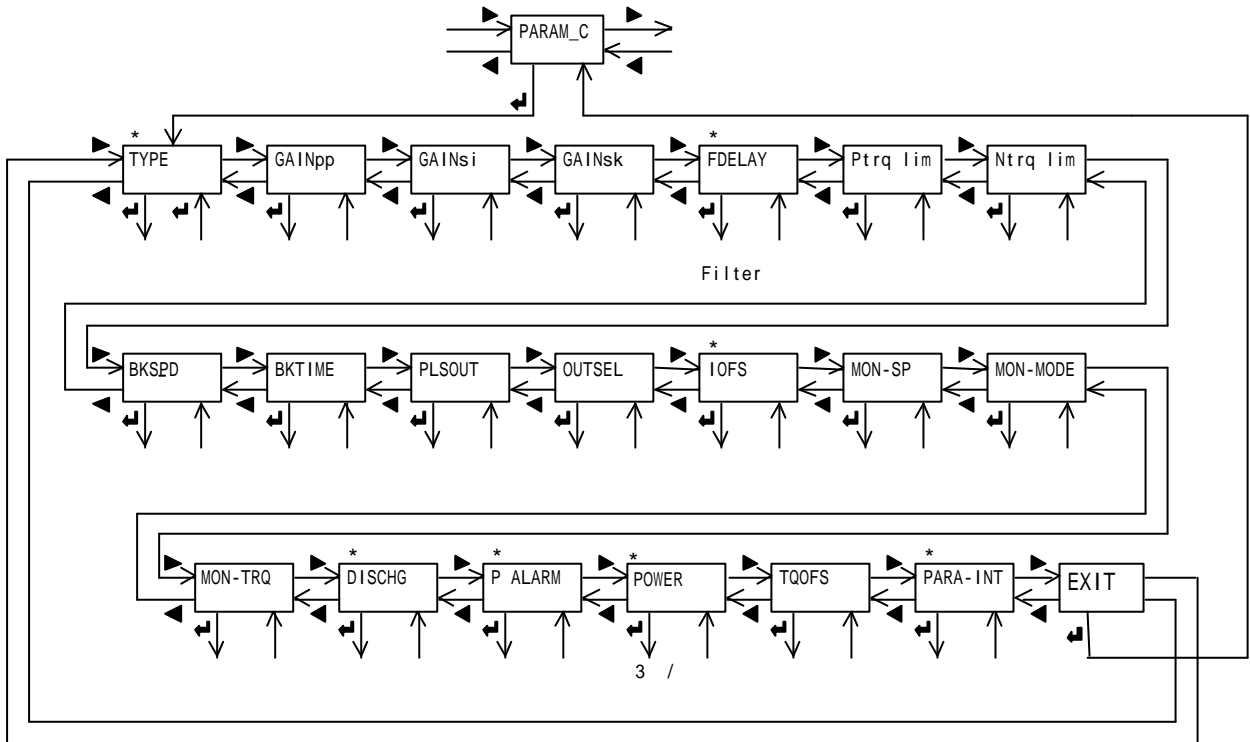 PARAM_C
* *
TYPE GAINpp GAINsi GAINsk FDELAY Ptrq lim Ntrq lim
Filter
*
BKSPD BKTIME PLSOUT OUTSEL IOFS MON-SP MON-MODE
* * * *
MON-TRQ DISCHG P ALARM POWER TQOFS PARA-INT EXIT
3 /